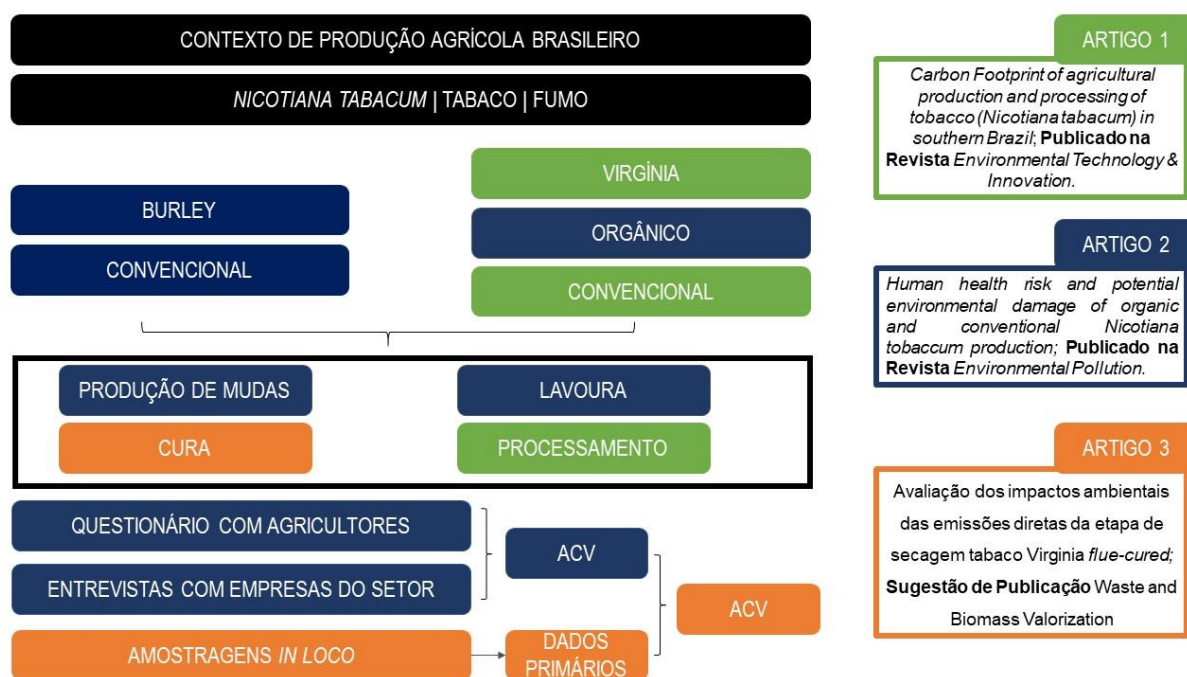 CONTEXTO DE PRODUÇÃO AGRÍCOLA BRASILEIRO
NICOTIANA TABACUM | TABACO | FUMO
BURLEY
CONVENCIONAL
VIRGÍNIA
ORGÂNICO
CONVENCIONAL
PRODUÇÃO DE MUDAS
LAVOURA
CURA
PROCESSAMENTO
QUESTIONÁRIO COM AGRICULTORES
ENTREVISTAS COM EMPRESAS DO SETOR
ACV
AMOSTRAGENS IN LOCO
DADOS
PRIMÁRIOS
ACV
ARTIGO 1
Carbon Footprint of agricultural
production and processing of
tobacco (Nicotiana tabacum) in
southern Brazil; Publicado na
Revista Environmental Technology &
Innovation.
ARTIGO 2
Human health risk and potential
environmental damage of organic
and conventional Nicotiana
tobaccum production; Publicado na
Revista Environmental Pollution.
ARTIGO 3
Avaliação dos impactos ambientais
das emissões diretas da etapa de
secagem tabaco Virginia flue-cured;
Sugestão de Publicação Waste and
Biomass Valorization